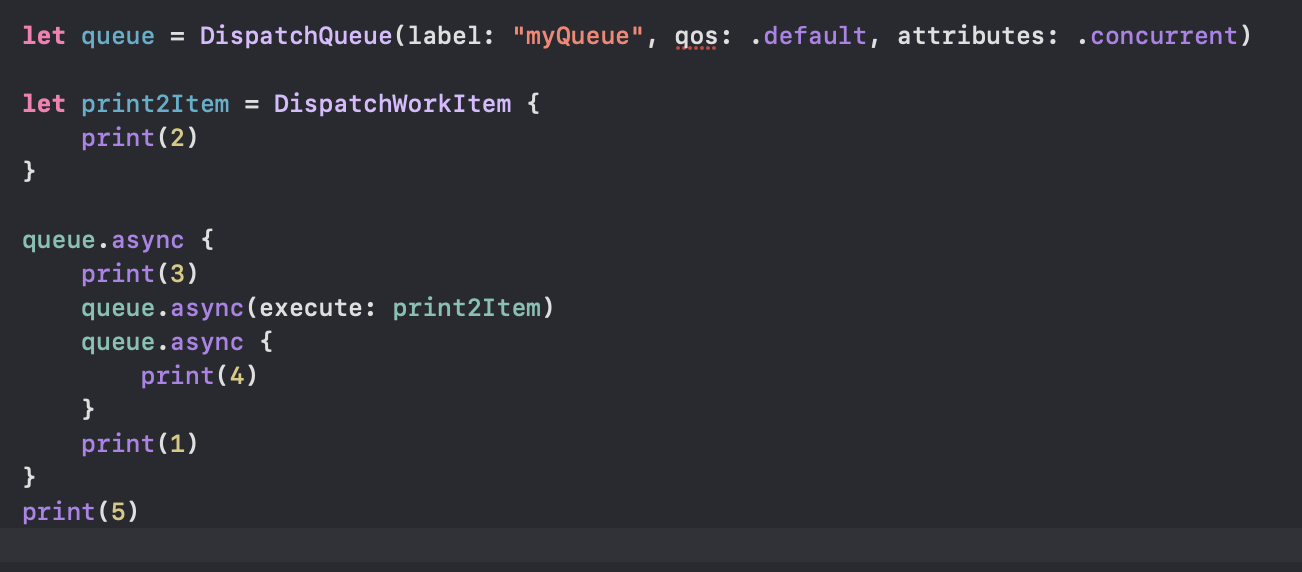 let queue = DispatchQueue(label: "myQueue", qos: .default, attributes: .concurrent)
let print2Item = DispatchWorkItem {
    print(2)
}
queue.async {
    print(3)
    queue.async(execute: print2Item)
    queue.async {
        print(4)
    }
    print(1)
}
print(5)